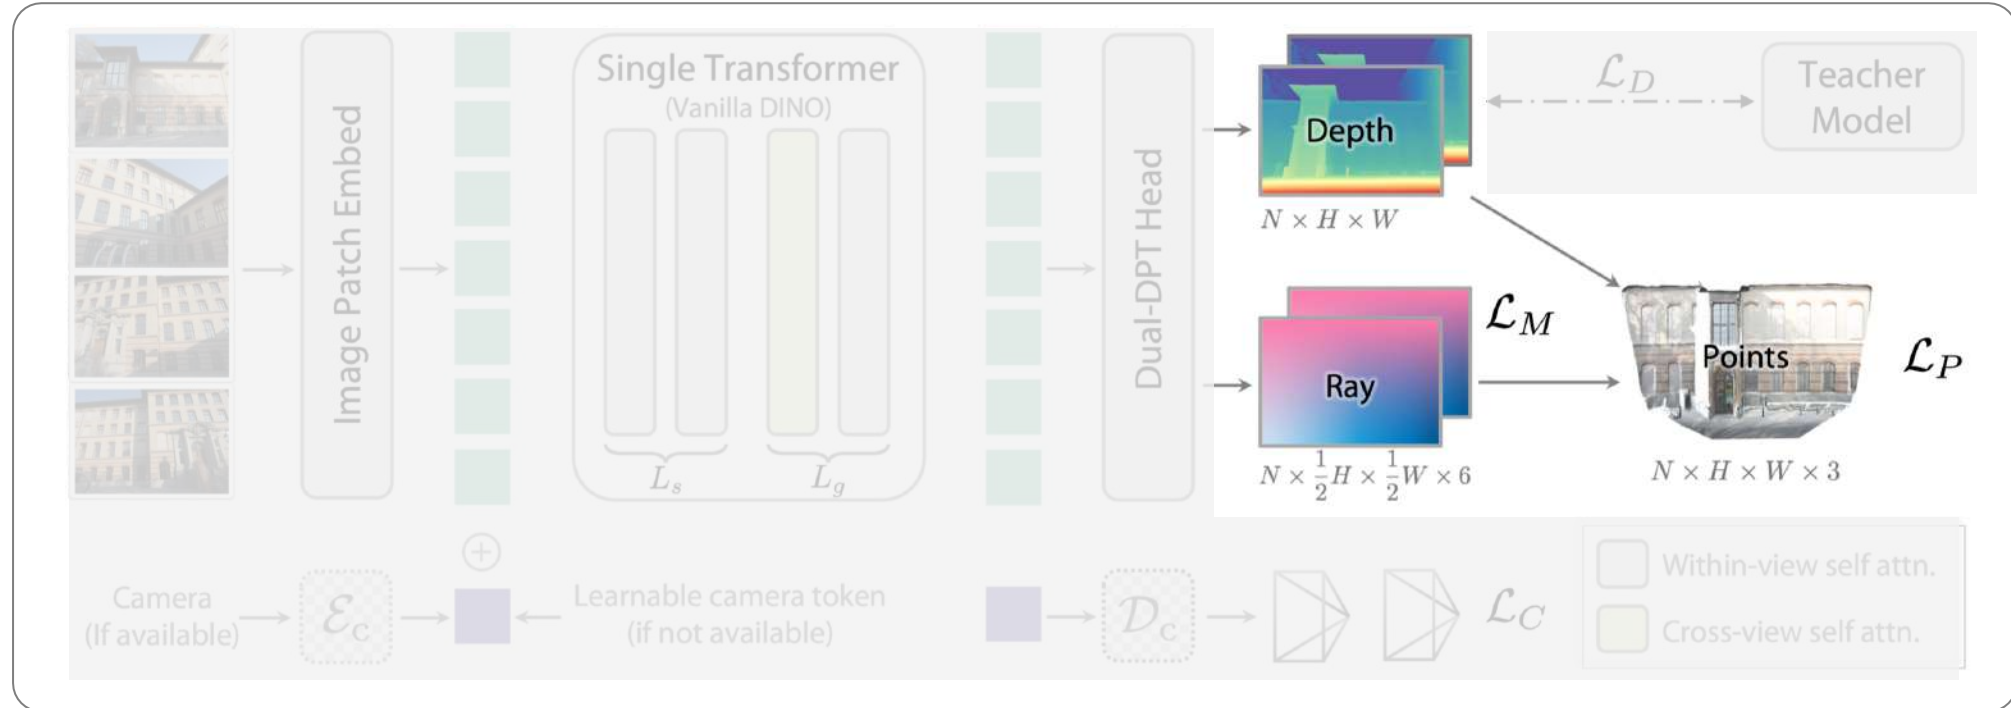 Image Patch Embed
Single Transformer
(Vanilla DINO)
L_s
L_g
Dual-DPT Head
Depth
N × H × W
ℒ_D
Teacher
Model
Ray
ℒ_M
N × 1/2 H × 1/2 W × 6
Points
ℒ_P
N × H × W × 3
Camera
(If available)
ℰ_C
+
Learnable camera token
(if not available)
𝒟_C
ℒ_C
Within-view self attn.
Cross-view self attn.